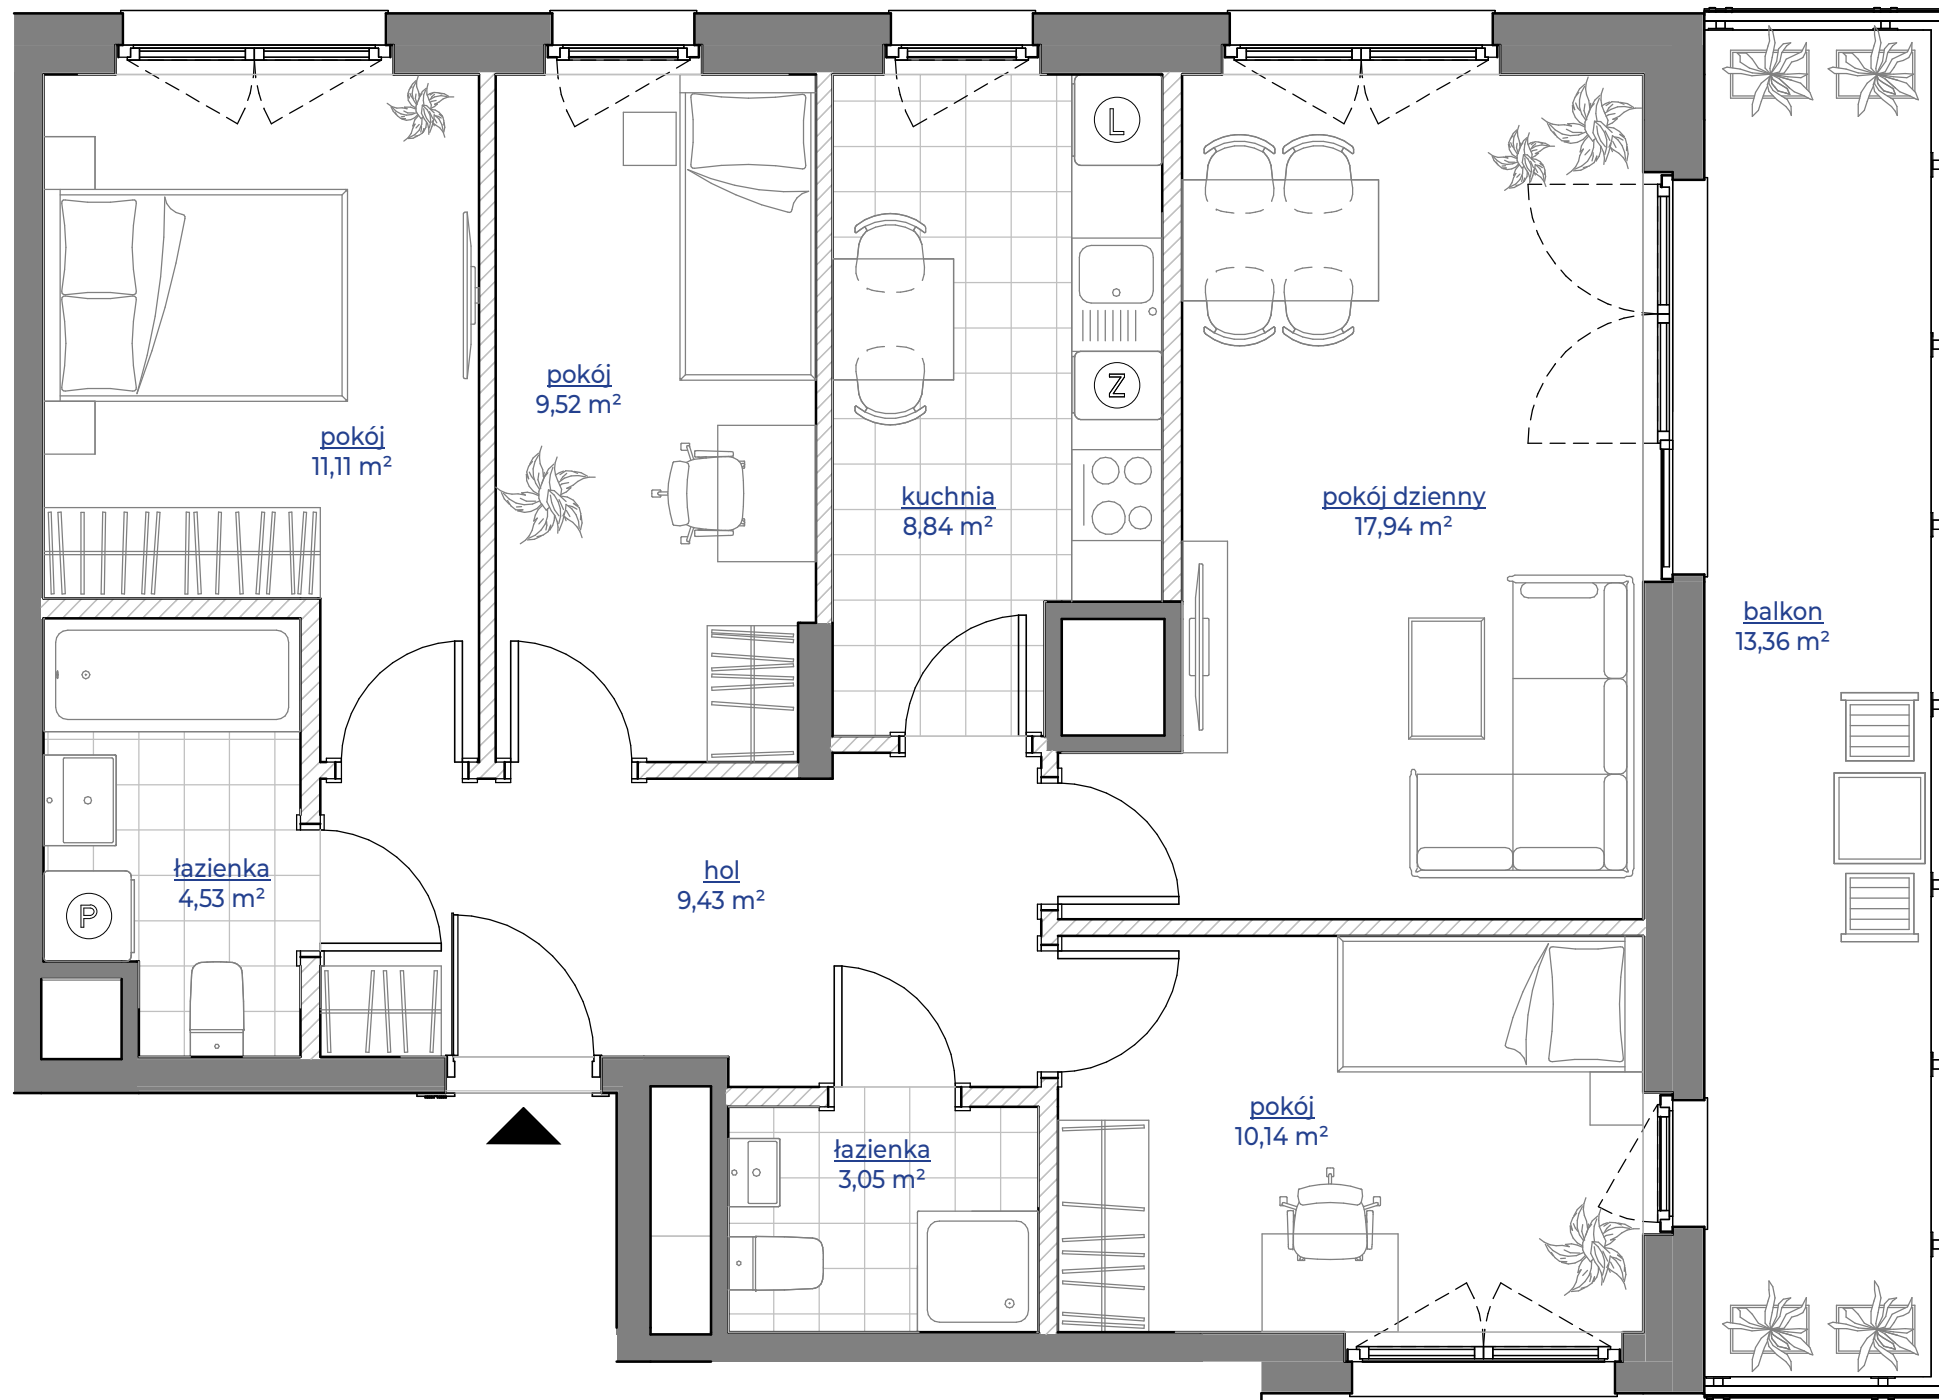 L
Z
pokój
9,52 m²
pokój
11,11 m²
kuchnia
8,84 m²
pokój dzienny
17,94 m²
balkon
13,36 m²
łazienka
4,53 m²
P
hol
9,43 m²
łazienka
3,05 m²
pokój
10,14 m²